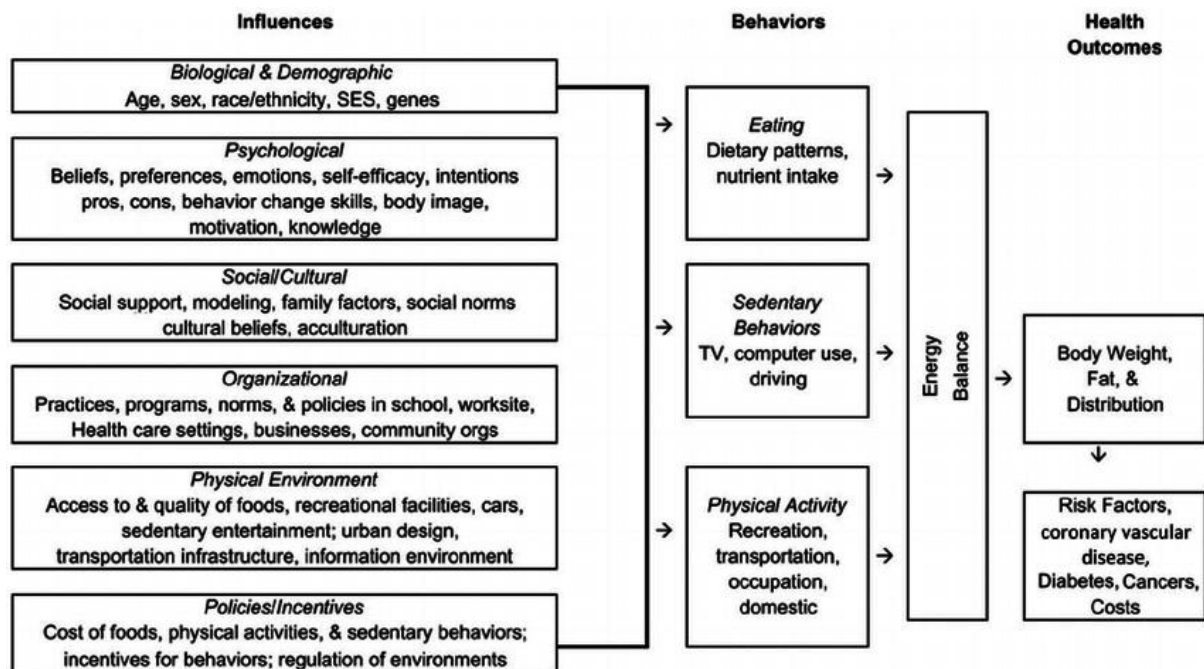 Influences
Biological & Demographic
Age, sex, race/ethnicity, SES, genes
Psychological
Beliefs, preferences, emotions, self-efficacy, intentions
pros, cons, behavior change skills, body image,
motivation, knowledge
Social/Cultural
Social support, modeling, family factors, social norms
cultural beliefs, acculturation
Organizational
Practices, programs, norms, & policies in school, worksite,
Health care settings, businesses, community orgs
Physical Environment
Access to & quality of foods, recreational facilities, cars,
sedentary entertainment; urban design,
transportation infrastructure, information environment
Policies/Incentives
Cost of foods, physical activities, & sedentary behaviors;
incentives for behaviors; regulation of environments
Behaviors
Eating
Dietary patterns,
nutrient intake
Sedentary
Behaviors
TV, computer use,
driving
Physical Activity
Recreation,
transportation,
occupation,
domestic
Energy
Balance
Health
Outcomes
Body Weight,
Fat, &
Distribution
Risk Factors,
coronary vascular
disease,
Diabetes, Cancers,
Costs